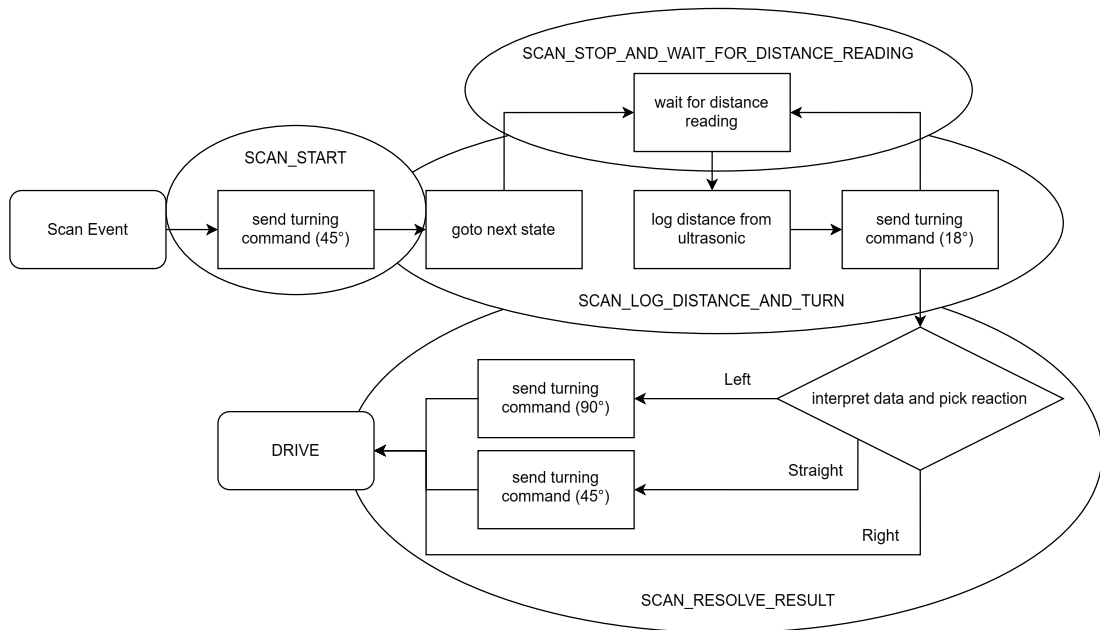 SCAN_STOP_AND_WAIT_FOR_DISTANCE_READING
wait for distance
reading
SCAN_START
Scan Event
send turning
command (45°)
goto next state
log distance from
ultrasonic
send turning
command (18°)
SCAN_LOG_DISTANCE_AND_TURN
interpret data and pick reaction
Left
send turning
command (90°)
DRIVE
Straight
send turning
command (45°)
Right
SCAN_RESOLVE_RESULT